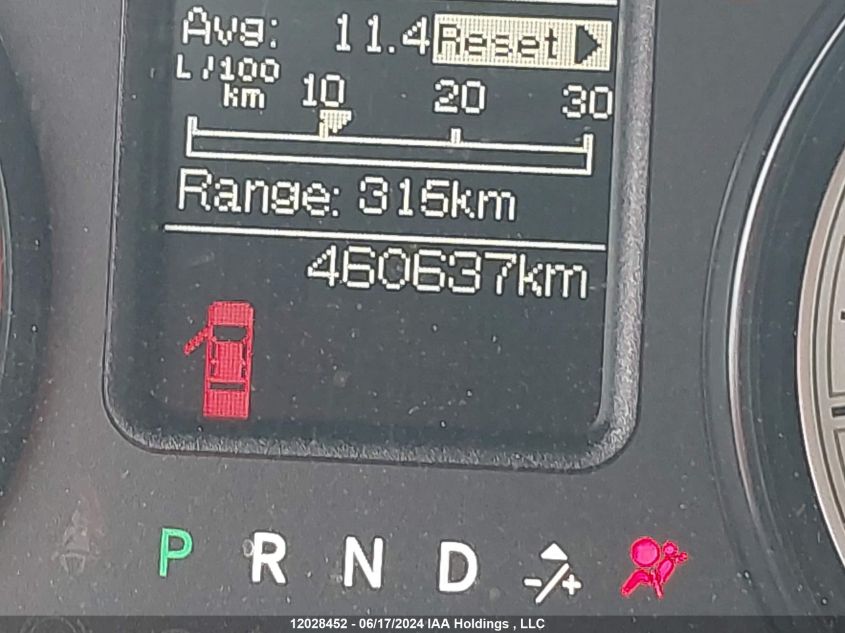 Avg: 11.4 Reset
L/100 km 10 20 30
Range: 316km
460637km
P R N D -/+
12028452 - 06/17/2024 IAA Holdings , LLC